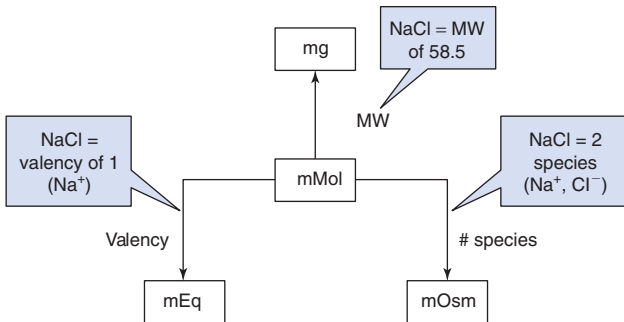 NaCl = MW
of 58.5
mg
MW
NaCl =
valency of 1
(Na⁺)
mMol
NaCl = 2
species
(Na⁺, Cl⁻)
Valency
# species
mEq
mOsm